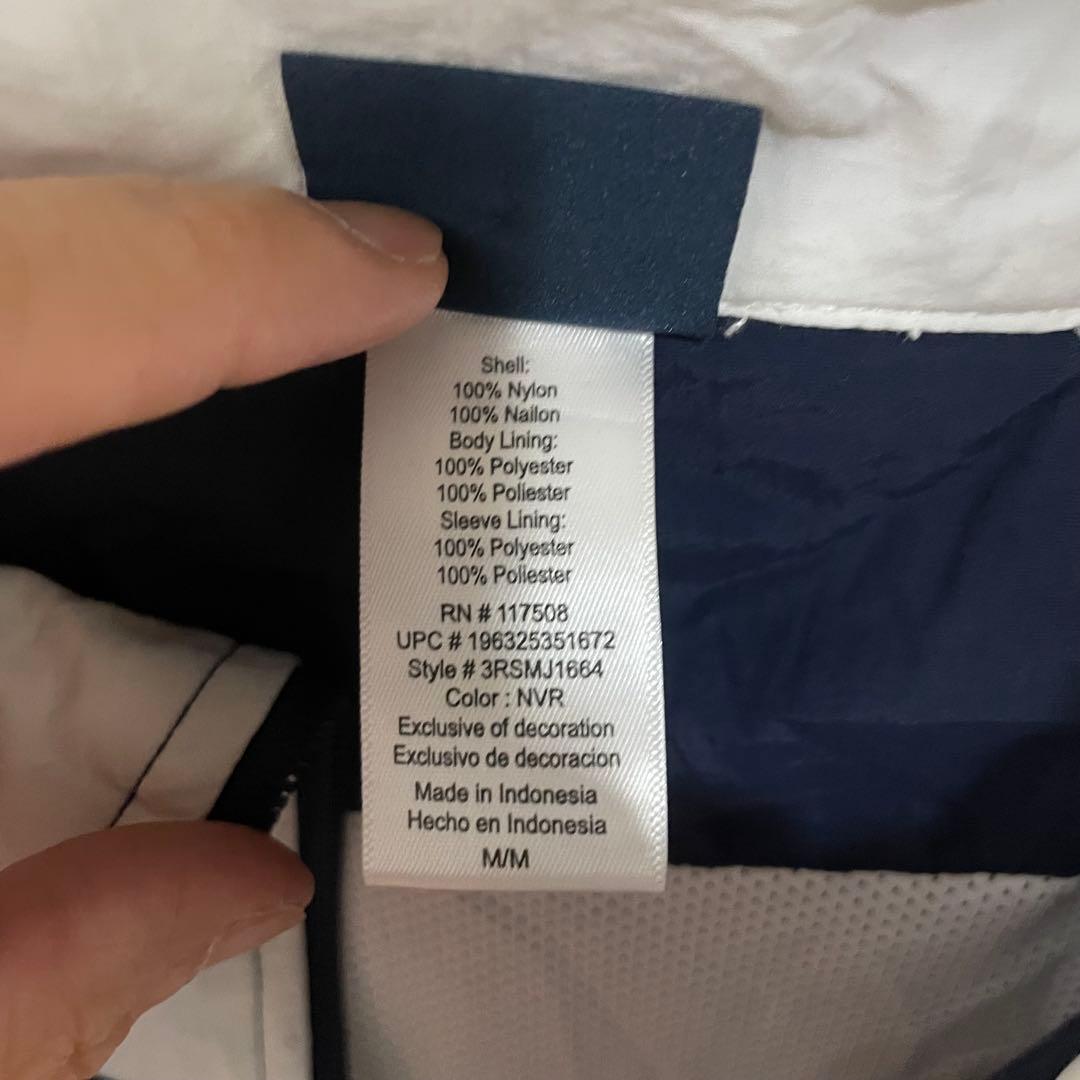 Shell:
100% Nylon
100% Nailon
Body Lining:
100% Polyester
100% Poliester
Sleeve Lining:
100% Polyester
100% Poliester
RN # 117508
UPC # 196325351672
Style # 3RSMJ1664
Color : NVR
Exclusive of decoration
Exclusivo de decoracion
Made in Indonesia
Hecho en Indonesia
M/M